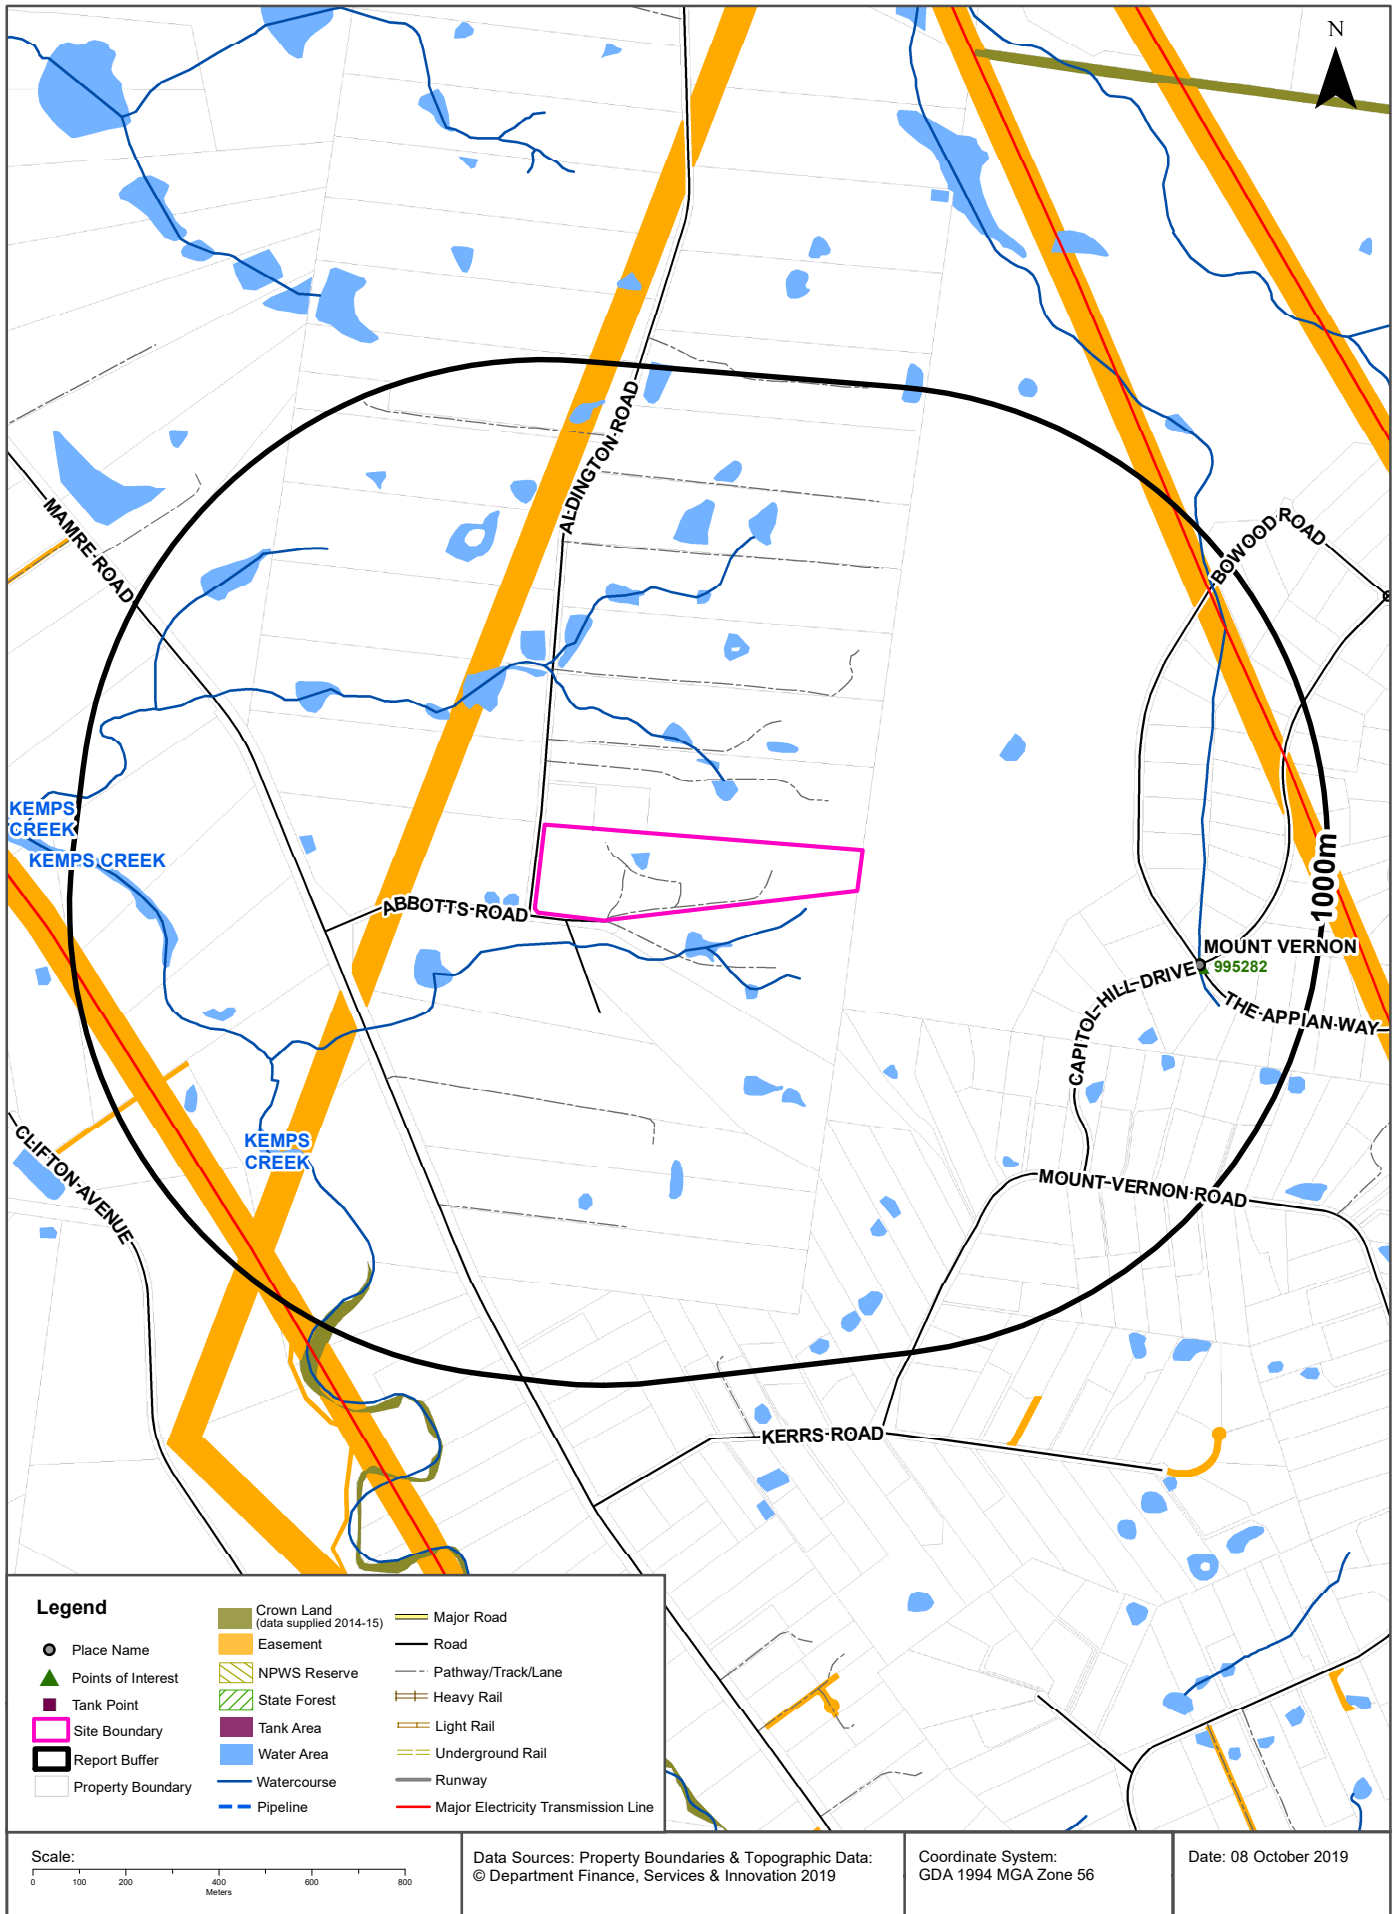 N
ALDINGTON ROAD
MAMRE ROAD
BOWOOD ROAD
KEMPS
CREEK
KEMPS CREEK
1000m
ABBOTTS ROAD
MOUNT VERNON
995282
CAPITOL HILL DRIVE
THE APPIAN WAY
KEMPS
CREEK
CLIFTON AVENUE
MOUNT VERNON ROAD
KERRS ROAD
Legend
Place Name
Points of Interest
Tank Point
Site Boundary
Report Buffer
Property Boundary
Crown Land
(data supplied 2014-15)
Easement
NPWS Reserve
State Forest
Tank Area
Water Area
Watercourse
Pipeline
Major Road
Road
Pathway/Track/Lane
Heavy Rail
Light Rail
Underground Rail
Runway
Major Electricity Transmission Line
Scale:
0 100 200 400 600 800
Meters
Data Sources: Property Boundaries & Topographic Data:
© Department Finance, Services & Innovation 2019
Coordinate System:
GDA 1994 MGA Zone 56
Date: 08 October 2019